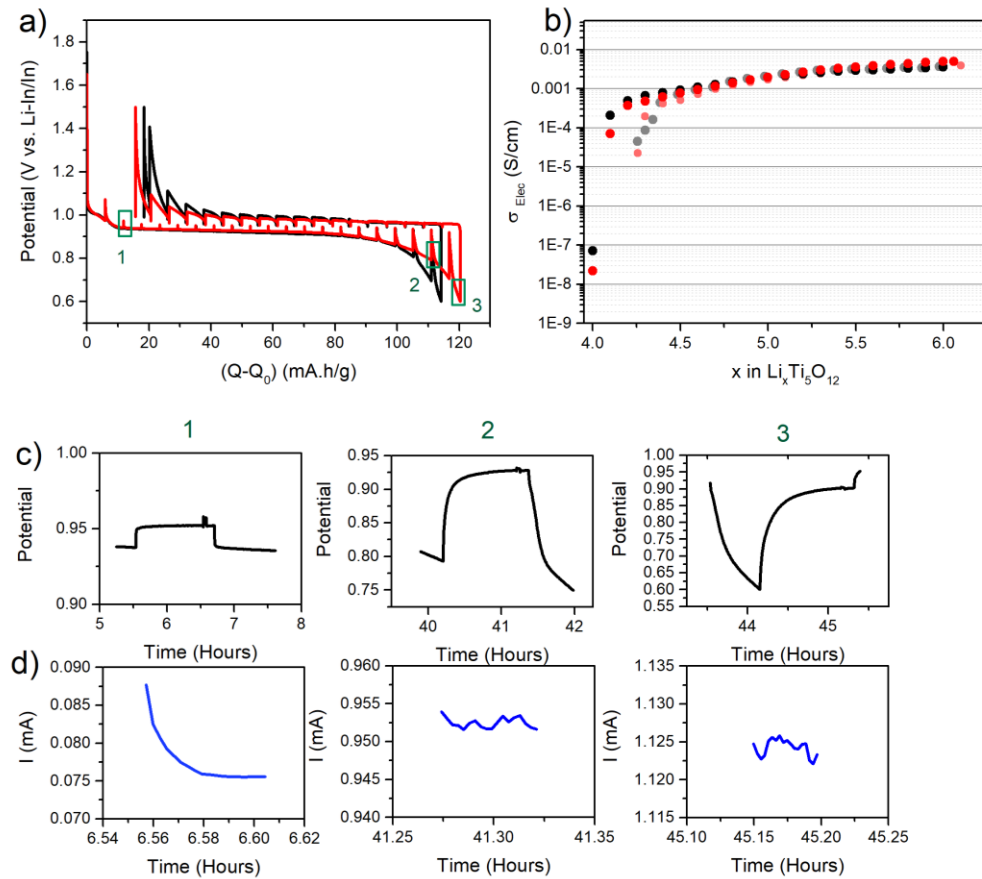 a)
1.8
1.6
1.4
1.2
1.0
0.8
0.6
Potential (V vs. Li-In/In)
1
2
3
0 20 40 60 80 100 120
(Q-Q₀) (mA.h/g)
b)
0.01
0.001
1E-4
1E-5
1E-6
1E-7
1E-8
1E-9
σ Elec (S/cm)
4.0 4.5 5.0 5.5 6.0
x in LiₓTi₅O₁₂
1
2
3
c)
1.00
0.95
0.90
Potential
5 6 7 8
Time (Hours)
0.95
0.90
0.85
0.80
0.75
Potential
40 41 42
Time (Hours)
1.00
0.95
0.90
0.85
0.80
0.75
0.70
0.65
0.60
0.55
Potential
44 45
Time (Hours)
d)
0.090
0.085
0.080
0.075
0.070
I (mA)
6.54 6.56 6.58 6.60 6.62
Time (Hours)
0.960
0.955
0.950
0.945
0.940
I (mA)
41.25 41.30 41.35
Time (Hours)
1.135
1.130
1.125
1.120
1.115
I (mA)
45.10 45.15 45.20 45.25
Time (Hours)